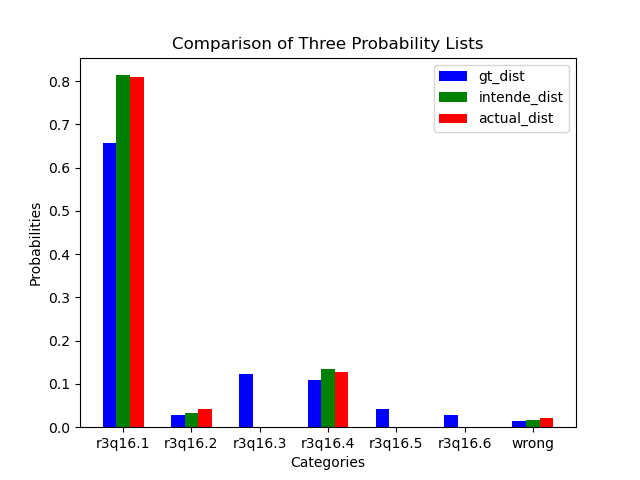 Comparison of Three Probability Lists
gt_dist
intende_dist
actual_dist
Probabilities
0.8
0.7
0.6
0.5
0.4
0.3
0.2
0.1
0.0
r3q16.1 r3q16.2 r3q16.3 r3q16.4 r3q16.5 r3q16.6 wrong
Categories